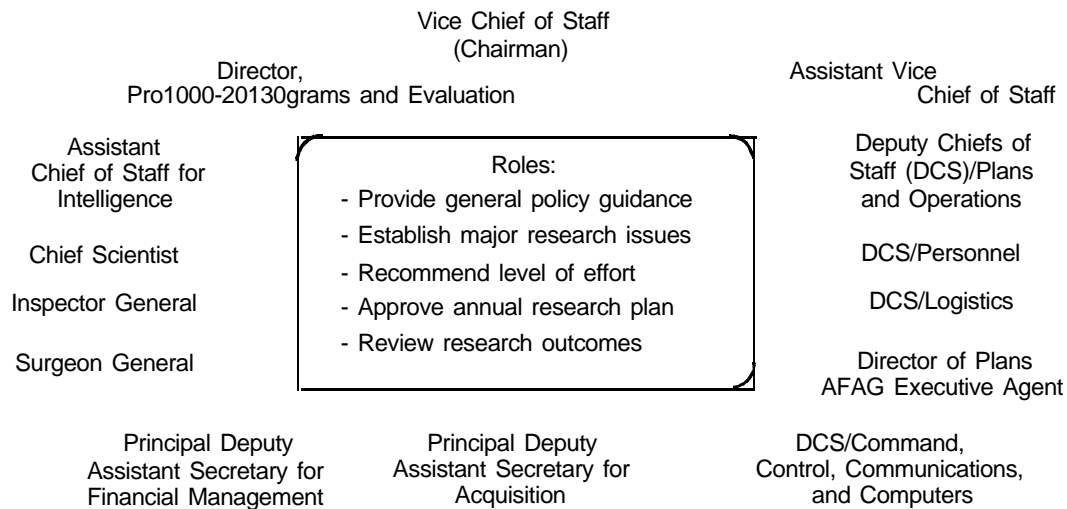 Vice Chief of Staff
(Chairman)
Director,
Pro1000-20130grams and Evaluation
Assistant Vice
Chief of Staff
Assistant
Chief of Staff for
Intelligence
Chief Scientist
Inspector General
Surgeon General
Roles:
- Provide general policy guidance
- Establish major research issues
- Recommend level of effort
- Approve annual research plan
- Review research outcomes
Deputy Chiefs of
Staff (DCS)/Plans
and Operations
DCS/Personnel
DCS/Logistics
Director of Plans
AFAG Executive Agent
Principal Deputy
Assistant Secretary for
Financial Management
Principal Deputy
Assistant Secretary for
Acquisition
DCS/Command,
Control, Communications,
and Computers